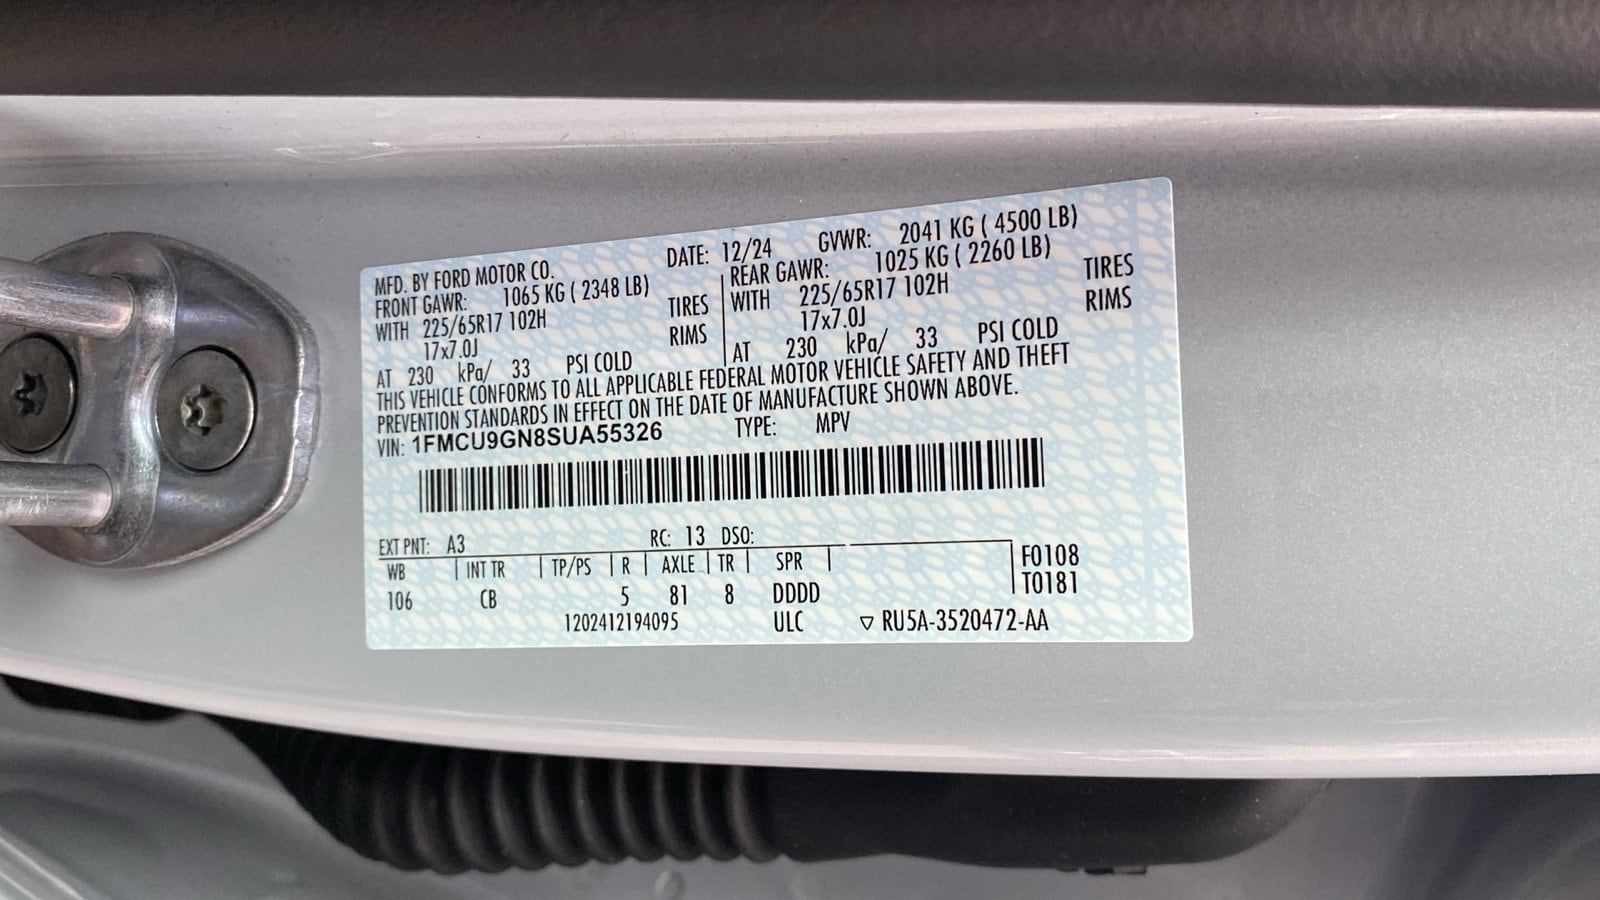 MFD. BY FORD MOTOR CO. DATE: 12/24 GVWR: 2041 KG ( 4500 LB)
FRONT GAWR: 1065 KG ( 2348 LB) REAR GAWR: 1025 KG ( 2260 LB)
WITH 225/65R17 102H TIRES WITH 225/65R17 102H TIRES
17x7.0J RIMS 17x7.0J RIMS
AT 230 kPa/ 33 PSI COLD AT 230 kPa/ 33 PSI COLD
THIS VEHICLE CONFORMS TO ALL APPLICABLE FEDERAL MOTOR VEHICLE SAFETY AND THEFT
PREVENTION STANDARDS IN EFFECT ON THE DATE OF MANUFACTURE SHOWN ABOVE.
VIN: 1FMCU9GN8SUA55326 TYPE: MPV
EXT PNT: A3 RC: 13 DSO:
WB INT TR TP/PS R AXLE TR SPR F0108
106 CB 5 81 8 DDDD T0181
1202412194095 ULC ▽ RU5A-3520472-AA